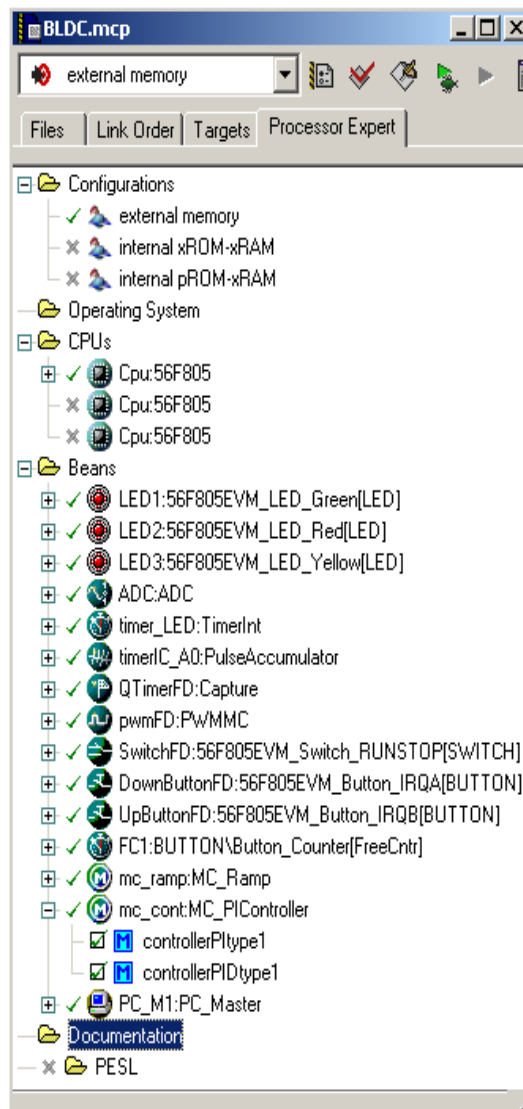 BLDC.mcp
external memory
Files Link Order Targets Processor Expert
Configurations
external memory
internal xROM-xRAM
internal pROM-xRAM
Operating System
CPUs
Cpu:56F805
Cpu:56F805
Cpu:56F805
Beans
LED1:56F805EVM_LED_Green[LED]
LED2:56F805EVM_LED_Red[LED]
LED3:56F805EVM_LED_Yellow[LED]
ADC:ADC
timer_LED:TimerInt
timerIC_A0:PulseAccumulator
QTimerFD:Capture
pwmFD:PWMMC
SwitchFD:56F805EVM_Switch_RUNSTOP[SWITCH]
DownButtonFD:56F805EVM_Button_IRQA[BUTTON]
UpButtonFD:56F805EVM_Button_IRQB[BUTTON]
FC1:BUTTON\Button_Counter[FreeCntr]
mc_ramp:MC_Ramp
mc_cont:MC_PIController
M controllerPItype1
M controllerPIDtype1
PC_M1:PC_Master
Documentation
PESL